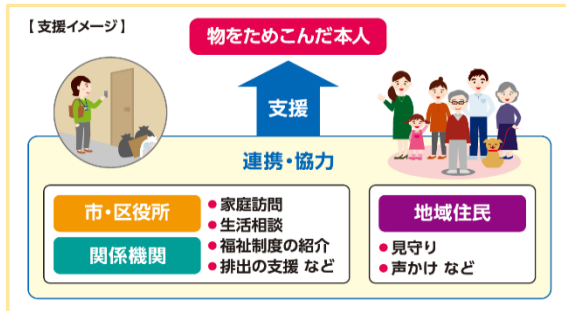 【支援イメージ】
物をためこんだ本人
支援
連携・協力
市・区役所
関係機関
●家庭訪問
●生活相談
●福祉制度の紹介
●排出の支援 など
地域住民
●見守り
●声かけ など